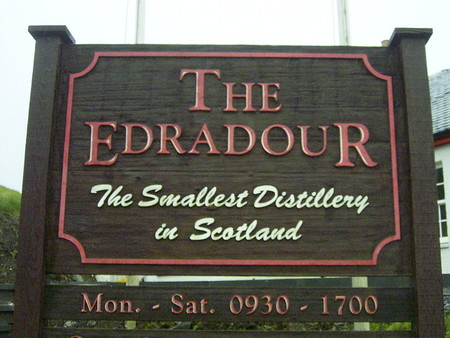 THE
EDRADOUR
The Smallest Distillery
in Scotland
Mon. - Sat. 0930 - 1700